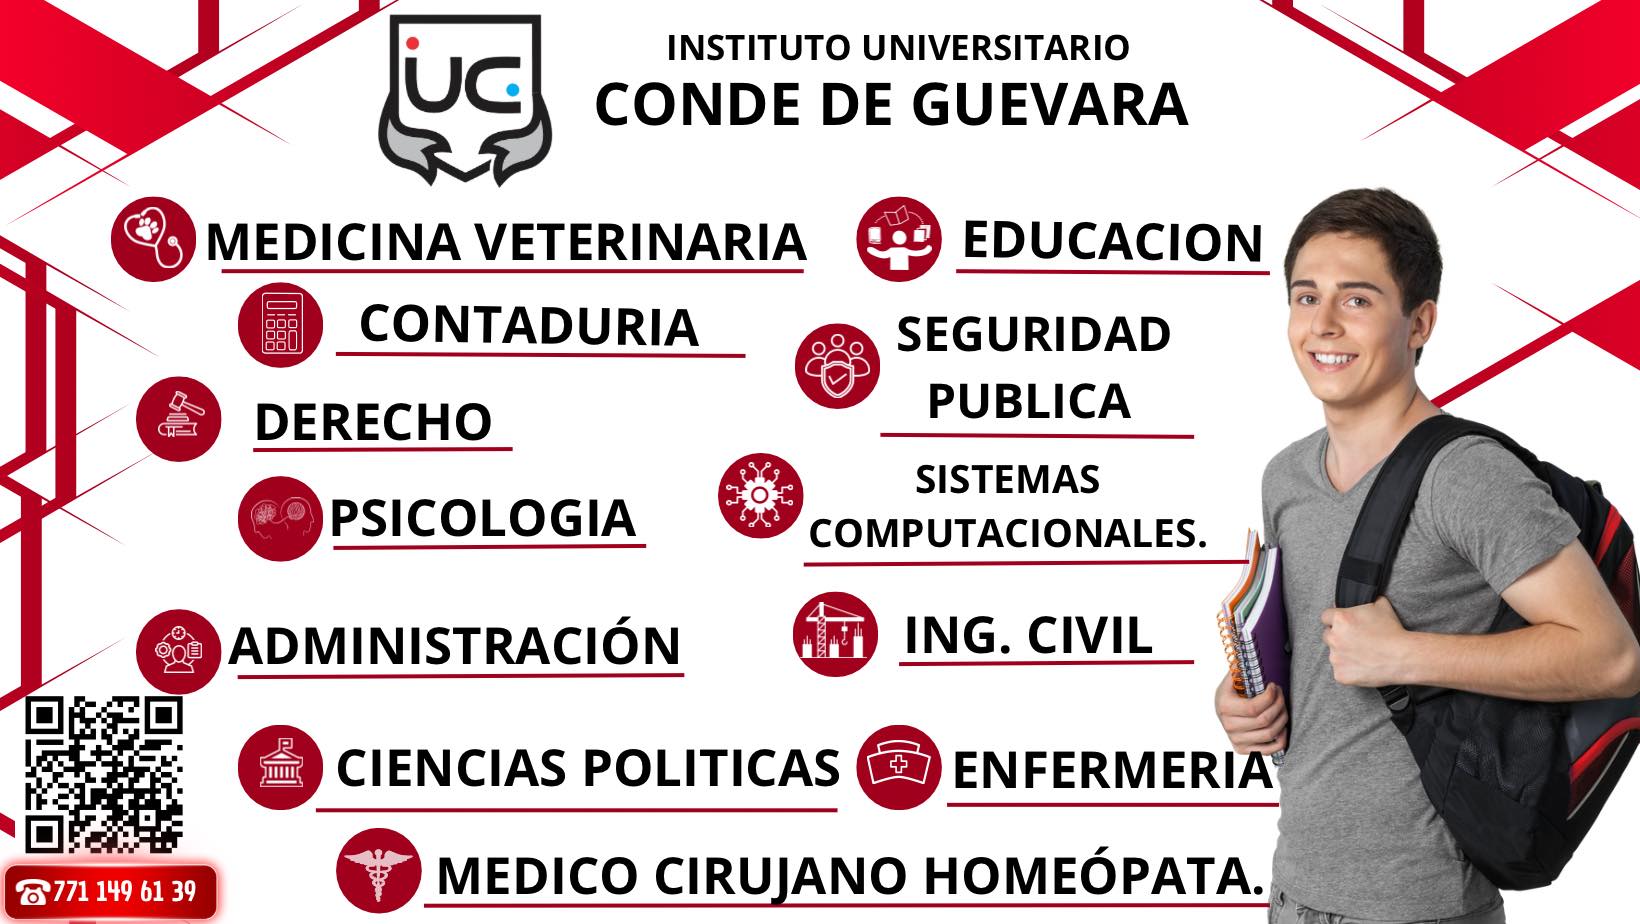 UC
INSTITUTO UNIVERSITARIO
CONDE DE GUEVARA
MEDICINA VETERINARIA
CONTADURIA
DERECHO
PSICOLOGIA
ADMINISTRACIÓN
CIENCIAS POLITICAS
EDUCACION
SEGURIDAD
PUBLICA
SISTEMAS
COMPUTACIONALES.
ING. CIVIL
ENFERMERIA
MEDICO CIRUJANO HOMEÓPATA.
☎771 149 61 39